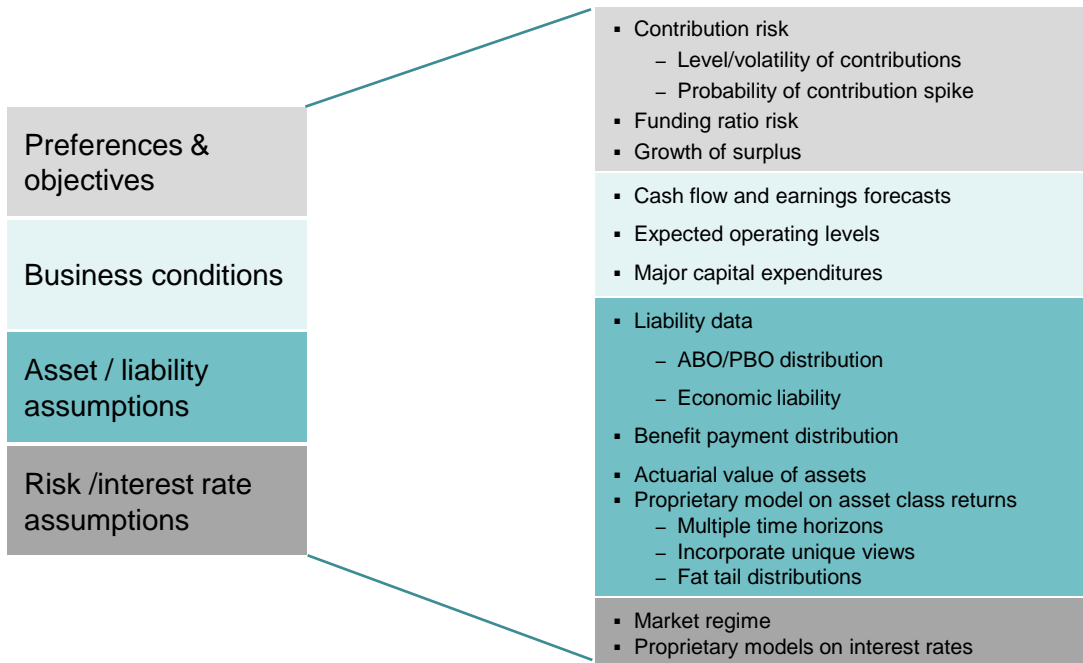 Preferences &
objectives
Business conditions
Asset / liability
assumptions
Risk /interest rate
assumptions
▪ Contribution risk
– Level/volatility of contributions
– Probability of contribution spike
▪ Funding ratio risk
▪ Growth of surplus
▪ Cash flow and earnings forecasts
▪ Expected operating levels
▪ Major capital expenditures
▪ Liability data
– ABO/PBO distribution
– Economic liability
▪ Benefit payment distribution
▪ Actuarial value of assets
▪ Proprietary model on asset class returns
– Multiple time horizons
– Incorporate unique views
– Fat tail distributions
▪ Market regime
▪ Proprietary models on interest rates